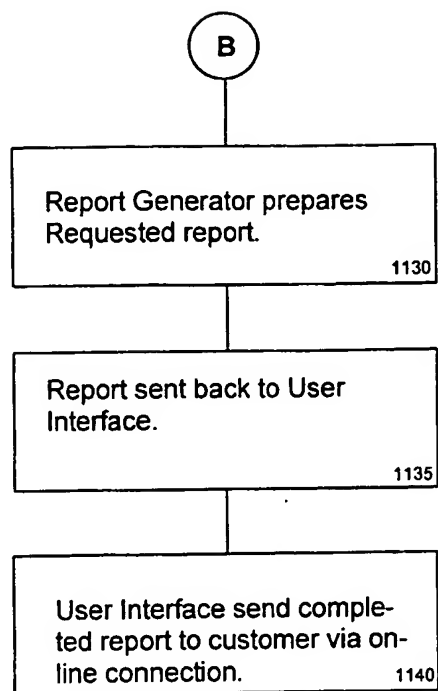 B
Report Generator prepares
Requested report.
1130
Report sent back to User
Interface.
1135
User Interface send comple-
ted report to customer via on-
line connection.
1140